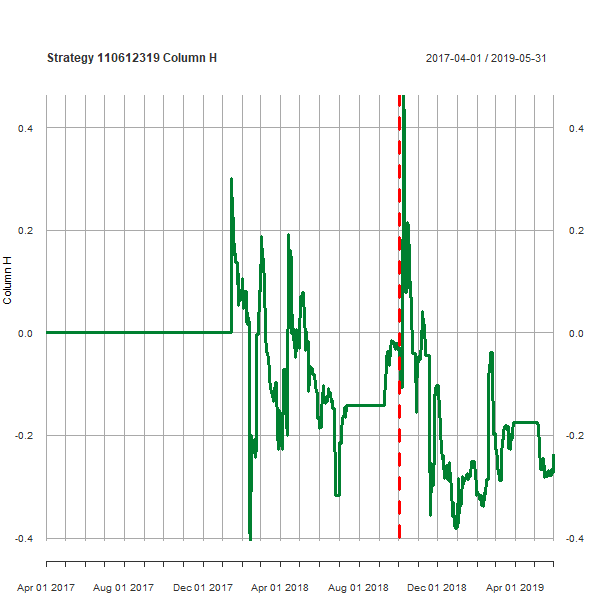 Strategy 110612319 Column H
2017-04-01 / 2019-05-31
0.4 0.4
0.2 0.2
0.0 0.0
-0.2 -0.2
-0.4 -0.4
Column H
Apr 01 2017 Aug 01 2017 Dec 01 2017 Apr 01 2018 Aug 01 2018 Dec 01 2018 Apr 01 2019